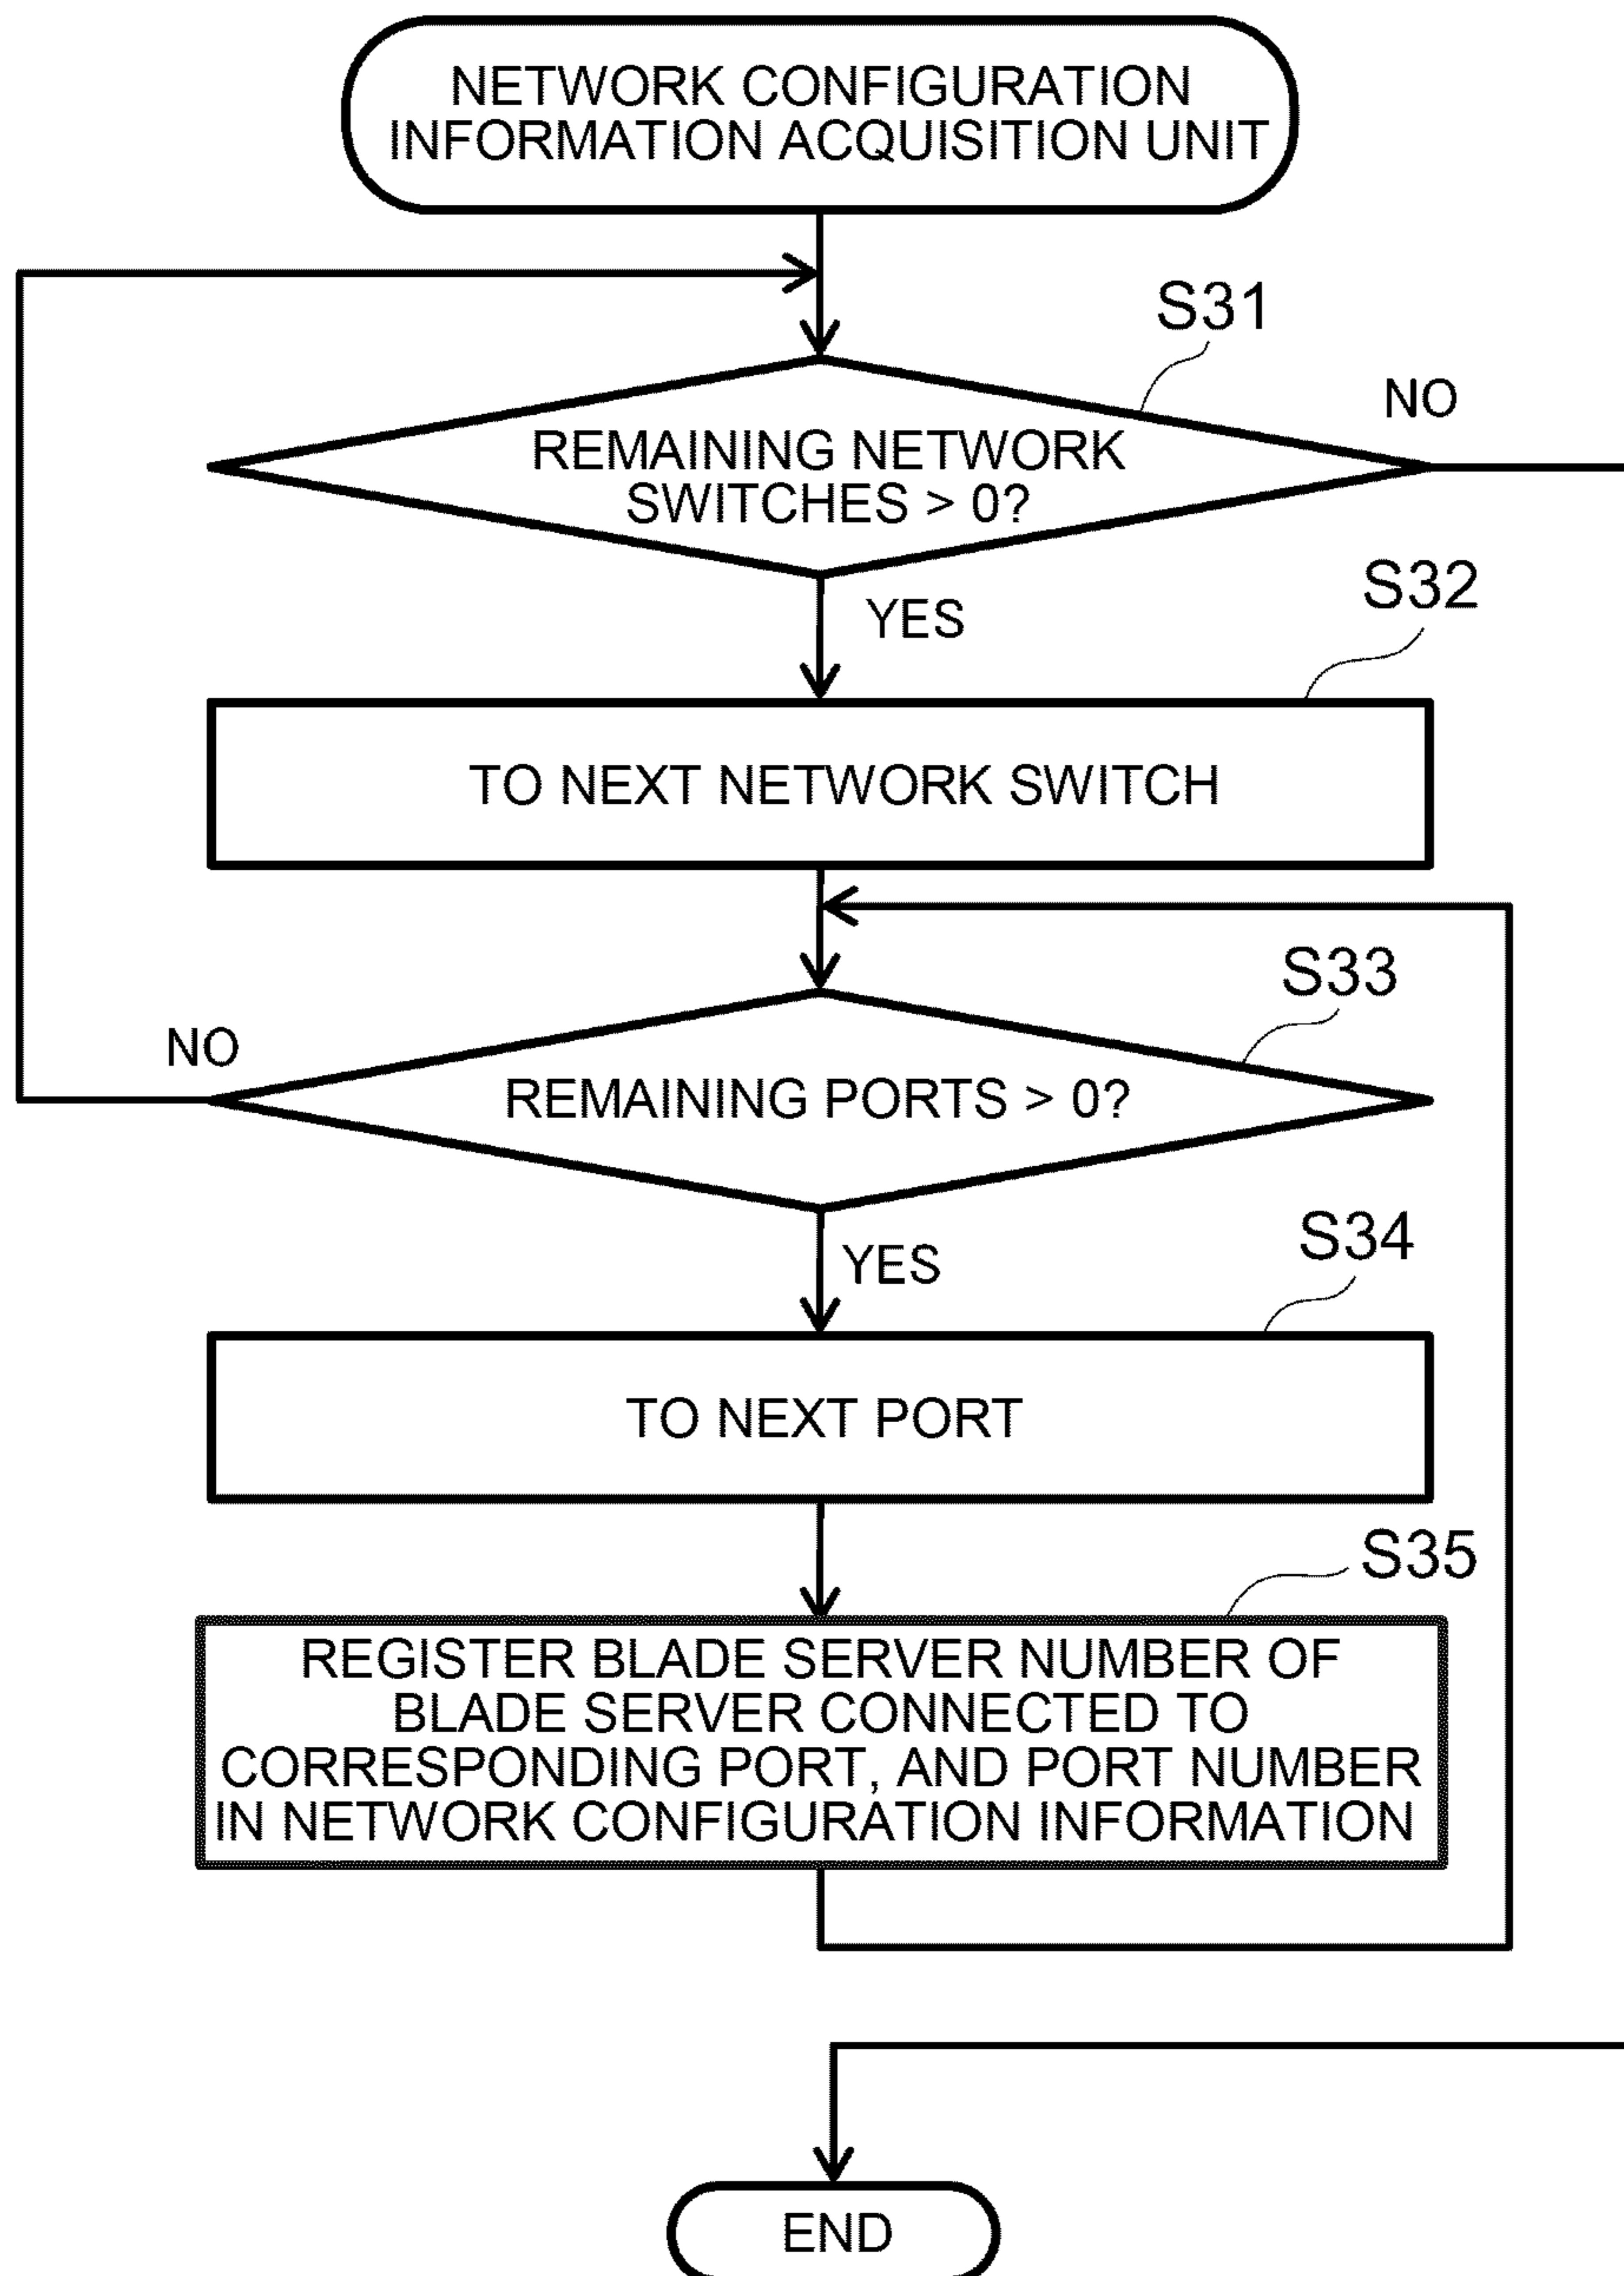 NETWORK CONFIGURATION
INFORMATION ACQUISITION UNIT
S31
NO
REMAINING NETWORK
SWITCHES > 0?
YES
S32
TO NEXT NETWORK SWITCH
S33
NO
REMAINING PORTS > 0?
YES
S34
TO NEXT PORT
S35
REGISTER BLADE SERVER NUMBER OF
BLADE SERVER CONNECTED TO
CORRESPONDING PORT, AND PORT NUMBER
IN NETWORK CONFIGURATION INFORMATION
END